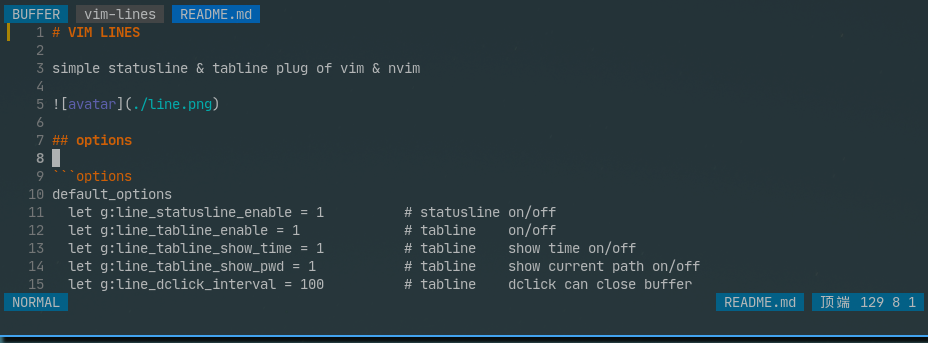 BUFFER vim-lines README.md
1 # VIM LINES
2
3 simple statusline & tabline plug of vim & nvim
4
5 ![avatar](./line.png)
6
7 ## options
8
9 ```options
10 default_options
11 let g:line_statusline_enable = 1 # statusline on/off
12 let g:line_tabline_enable = 1 # tabline on/off
13 let g:line_tabline_show_time = 1 # tabline show time on/off
14 let g:line_tabline_show_pwd = 1 # tabline show current path on/off
15 let g:line_dclick_interval = 100 # tabline dclick can close buffer
NORMAL README.md 顶端 129 8 1